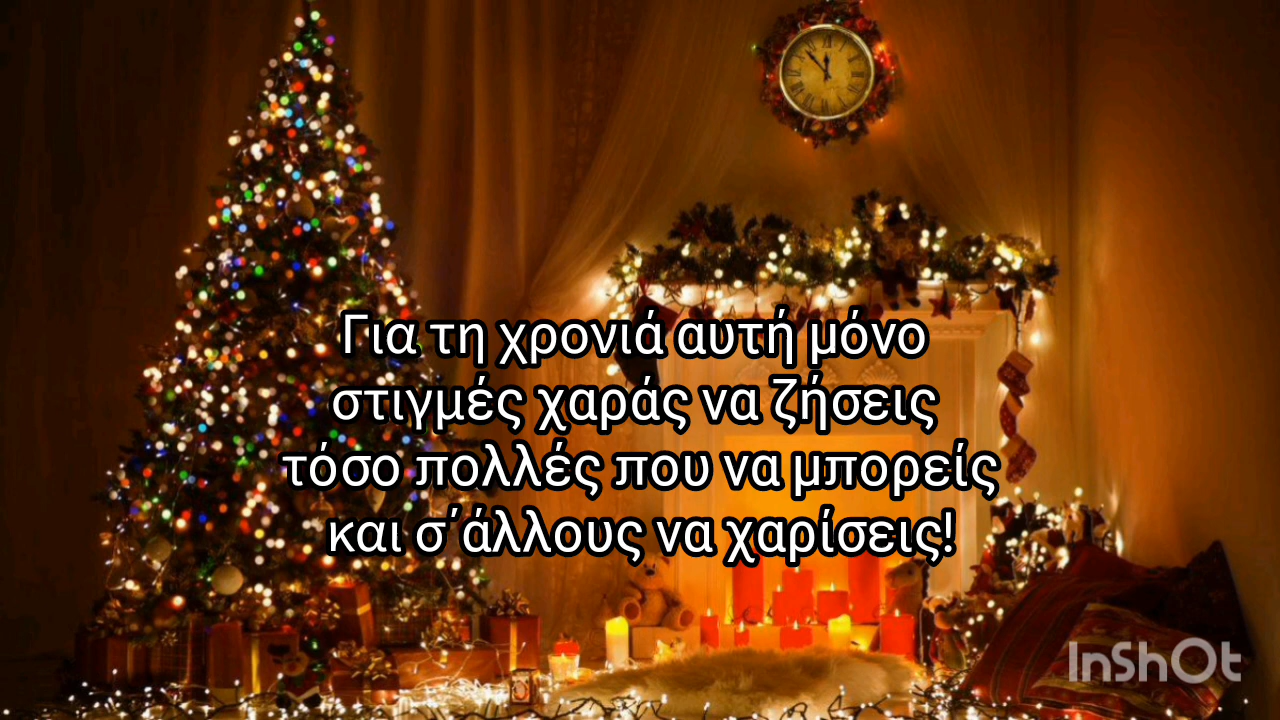 Για τη χρονιά αυτή μόνο
στιγμές χαράς να ζήσεις
τόσο πολλές που να μπορείς
και σ΄άλλους να χαρίσεις!
InShOt